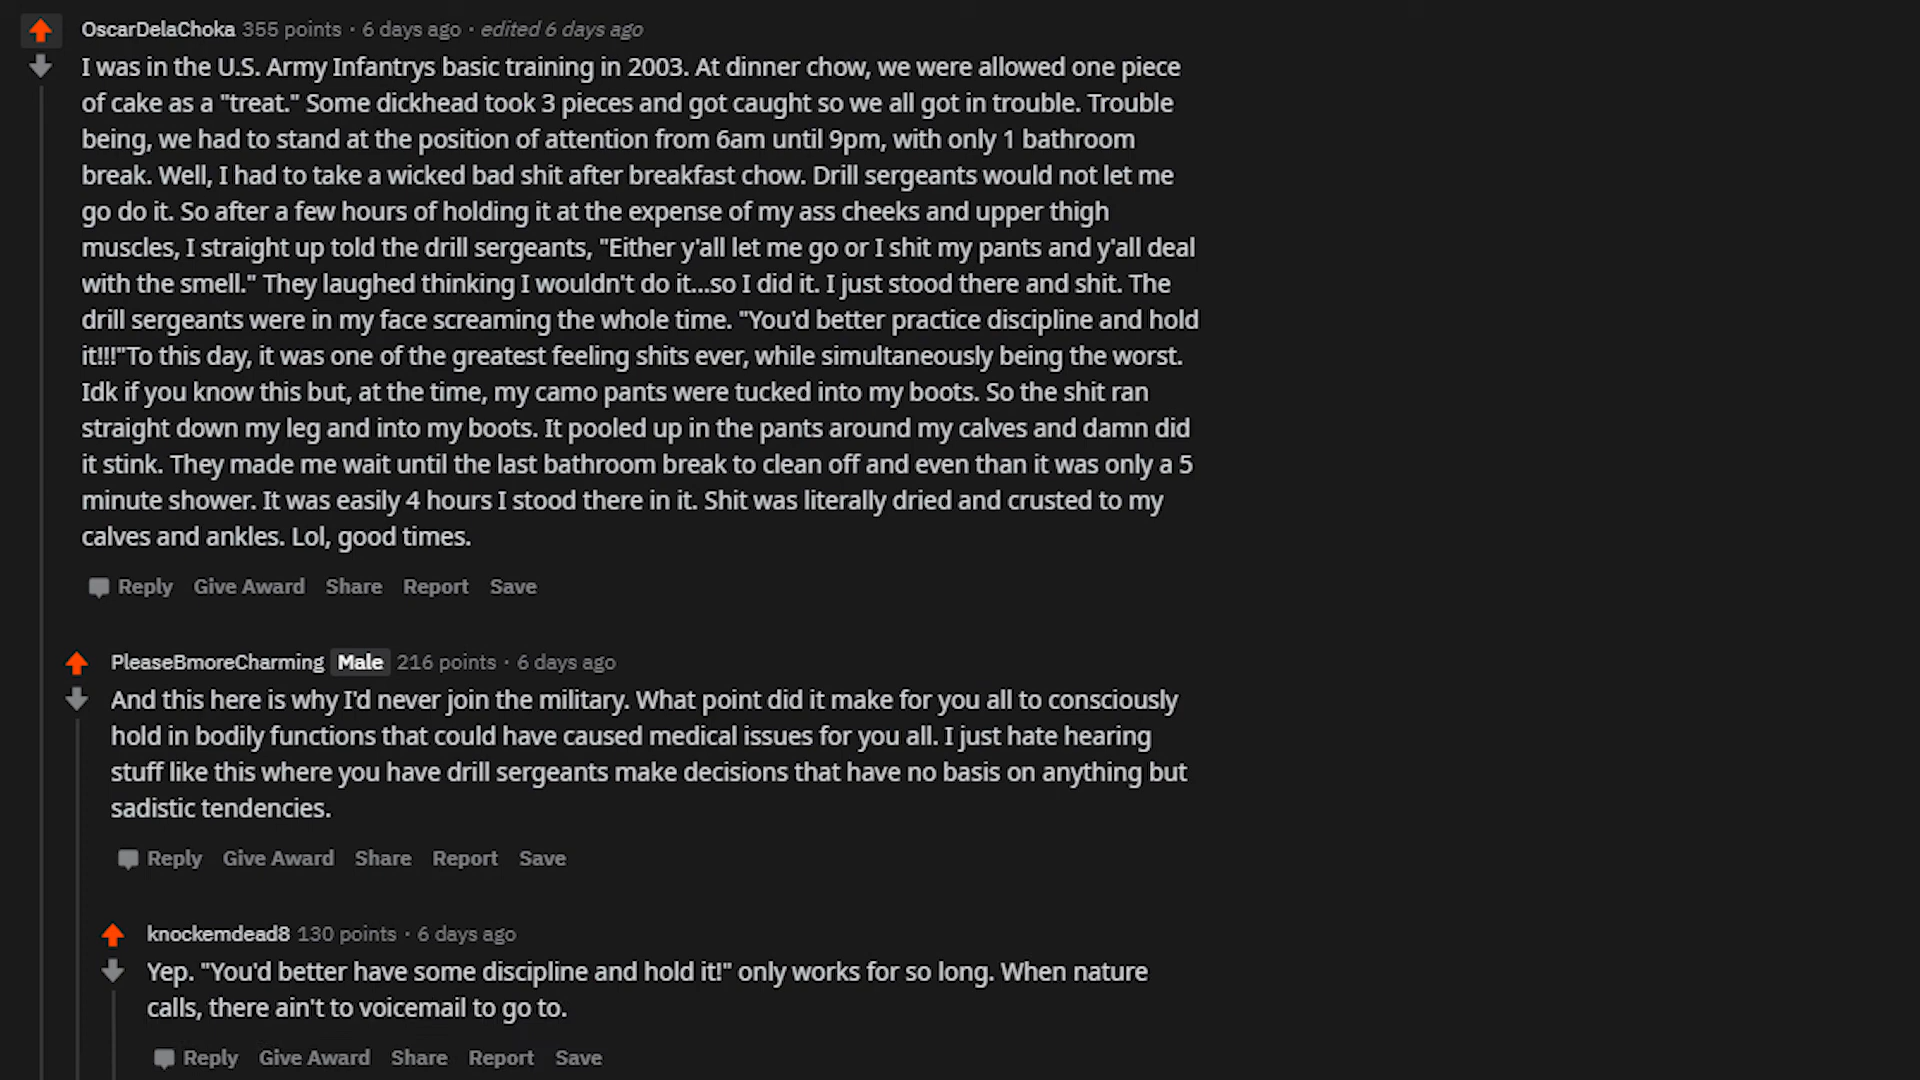 OscarDelaChoka 355 points · 6 days ago · edited 6 days ago
I was in the U.S. Army Infantrys basic training in 2003. At dinner chow, we were allowed one piece
of cake as a "treat." Some dickhead took 3 pieces and got caught so we all got in trouble. Trouble
being, we had to stand at the position of attention from 6am until 9pm, with only 1 bathroom
break. Well, I had to take a wicked bad shit after breakfast chow. Drill sergeants would not let me
go do it. So after a few hours of holding it at the expense of my ass cheeks and upper thigh
muscles, I straight up told the drill sergeants, "Either y'all let me go or I shit my pants and y'all deal
with the smell." They laughed thinking I wouldn't do it...so I did it. I just stood there and shit. The
drill sergeants were in my face screaming the whole time. "You'd better practice discipline and hold
it!!!"To this day, it was one of the greatest feeling shits ever, while simultaneously being the worst.
Idk if you know this but, at the time, my camo pants were tucked into my boots. So the shit ran
straight down my leg and into my boots. It pooled up in the pants around my calves and damn did
it stink. They made me wait until the last bathroom break to clean off and even than it was only a 5
minute shower. It was easily 4 hours I stood there in it. Shit was literally dried and crusted to my
calves and ankles. Lol, good times.
Reply Give Award Share Report Save
PleaseBmoreCharming Male 216 points · 6 days ago
And this here is why I'd never join the military. What point did it make for you all to consciously
hold in bodily functions that could have caused medical issues for you all. I just hate hearing
stuff like this where you have drill sergeants make decisions that have no basis on anything but
sadistic tendencies.
Reply Give Award Share Report Save
knockemdead8 130 points · 6 days ago
Yep. "You'd better have some discipline and hold it!" only works for so long. When nature
calls, there ain't to voicemail to go to.
Reply Give Award Share Report Save